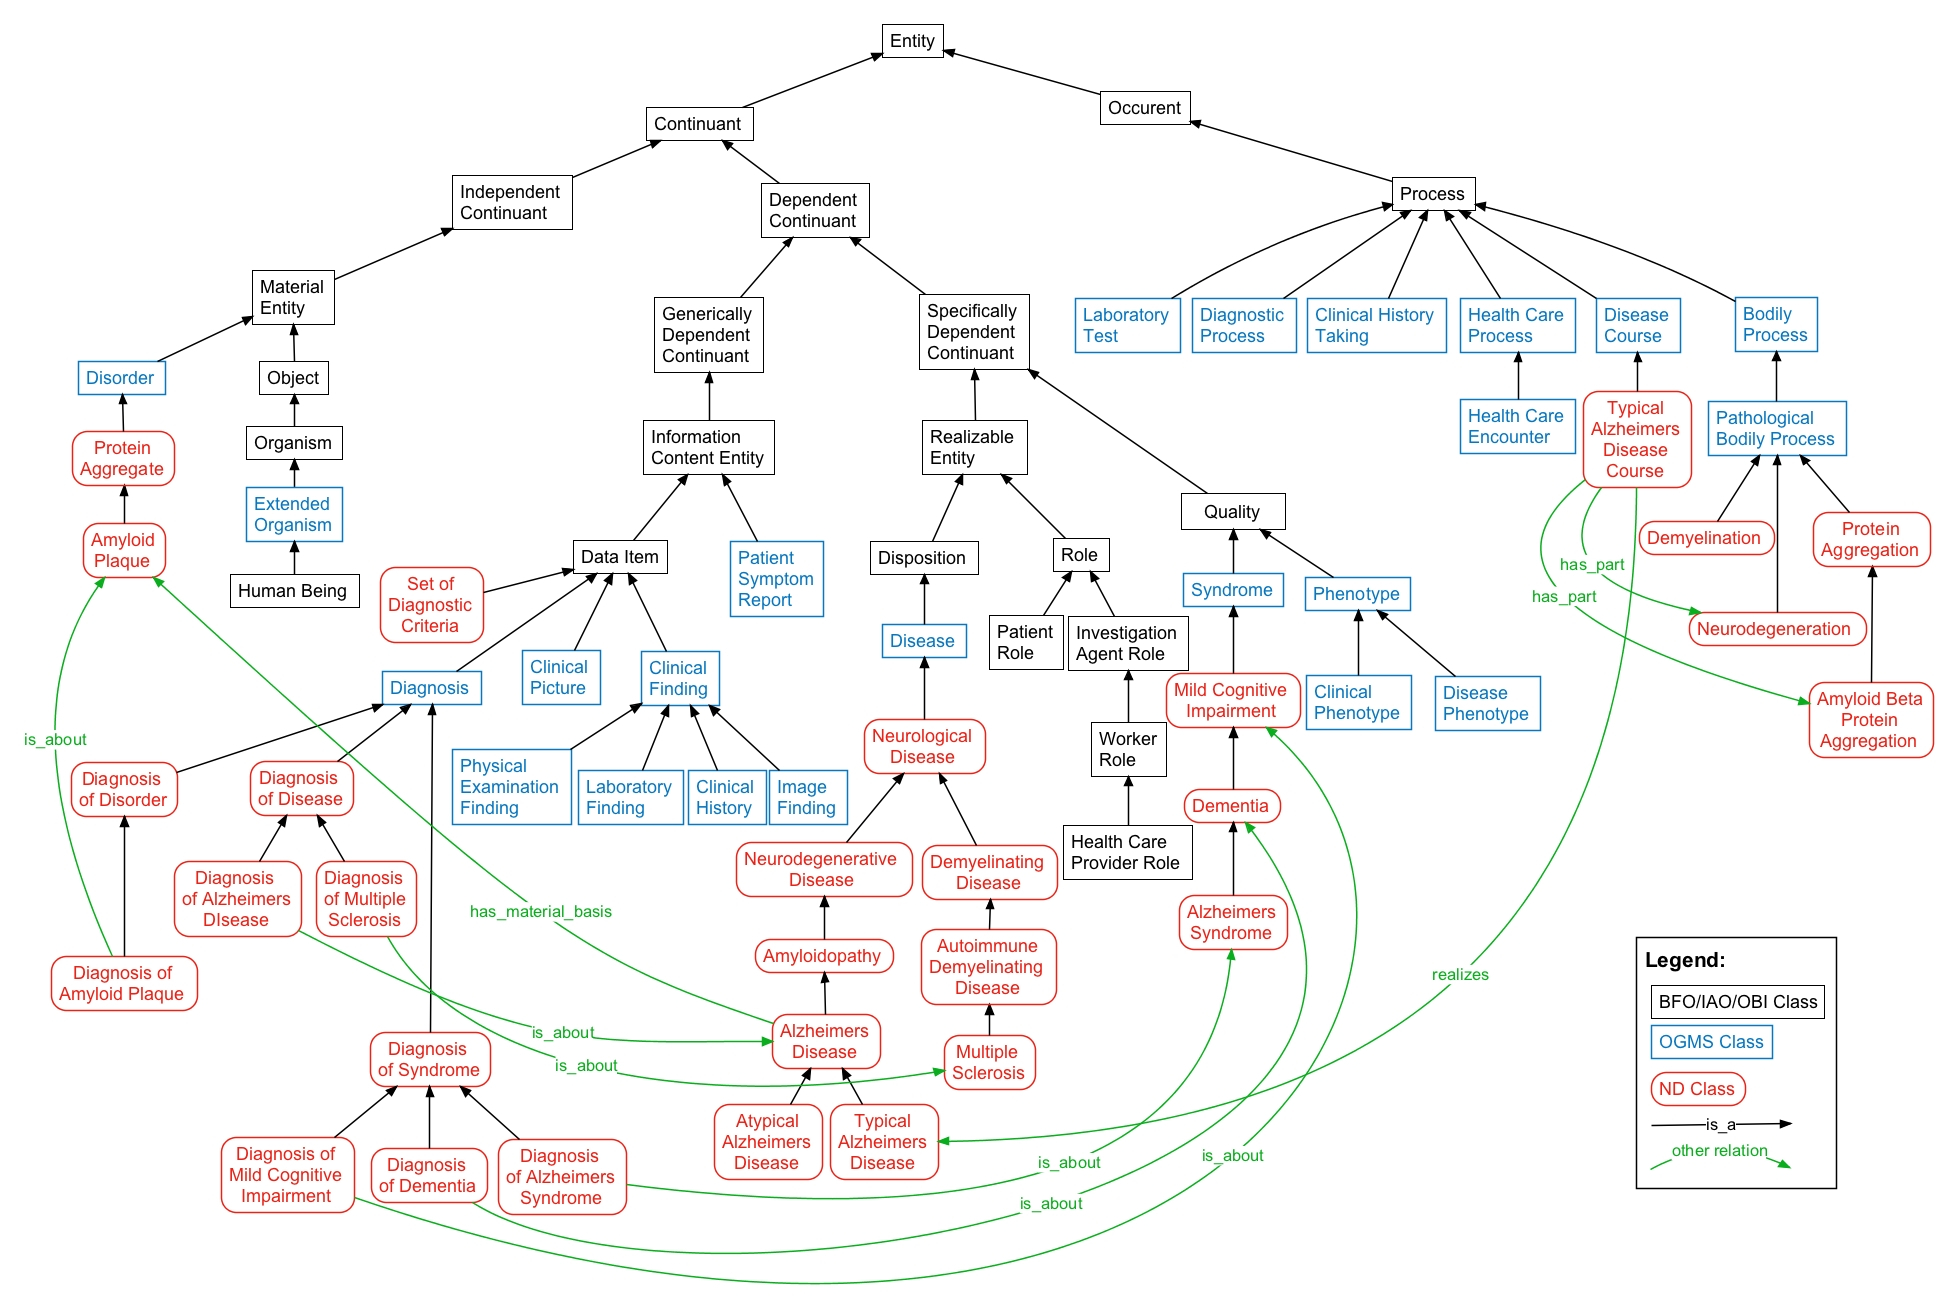 Entity
Occurent
Continuant
Independent
Continuant
Dependent
Continuant
Process
Material
Entity
Generically
Dependent
Continuant
Specifically
Dependent
Continuant
Laboratory
Test
Diagnostic
Process
Clinical History
Taking
Health Care
Process
Disease
Course
Bodily
Process
Disorder
Object
Health Care
Encounter
Typical
Alzheimers
Disease
Course
Pathological
Bodily Process
Protein
Aggregate
Organism
Information
Content Entity
Realizable
Entity
Extended
Organism
Quality
Amyloid
Plaque
Demyelination
Protein
Aggregation
Human Being
Set of
Diagnostic
Criteria
Data Item
Patient
Symptom
Report
Disposition
Role
Syndrome
Phenotype
has_part
has_part
Neurodegeneration
Patient
Role
Investigation
Agent Role
Disease
Diagnosis
Clinical
Picture
Clinical
Finding
Mild Cognitive
Impairment
Clinical
Phenotype
Disease
Phenotype
Amyloid Beta
Protein
Aggregation
is_about
Neurological
Disease
Worker
Role
Diagnosis
of Disorder
Diagnosis
of Disease
Physical
Examination
Finding
Laboratory
Finding
Clinical
History
Image
Finding
Dementia
Health Care
Provider Role
Neurodegenerative
Disease
Demyelinating
Disease
Diagnosis
of Alzheimers
DIsease
Diagnosis
of Multiple
Sclerosis
has_material_basis
Alzheimers
Syndrome
Amyloidopathy
Autoimmune
Demyelinating
Disease
Diagnosis of
Amyloid Plaque
realizes
is_about
is_about
Alzheimers
Disease
Multiple
Sclerosis
Diagnosis
of Syndrome
Atypical
Alzheimers
Disease
Typical
Alzheimers
Disease
Diagnosis of
Mild Cognitive
Impairment
Diagnosis
of Dementia
Diagnosis
of Alzheimers
Syndrome
is_about
is_about
is_about
Legend:
BFO/IAO/OBI Class
OGMS Class
ND Class
is_a
other relation